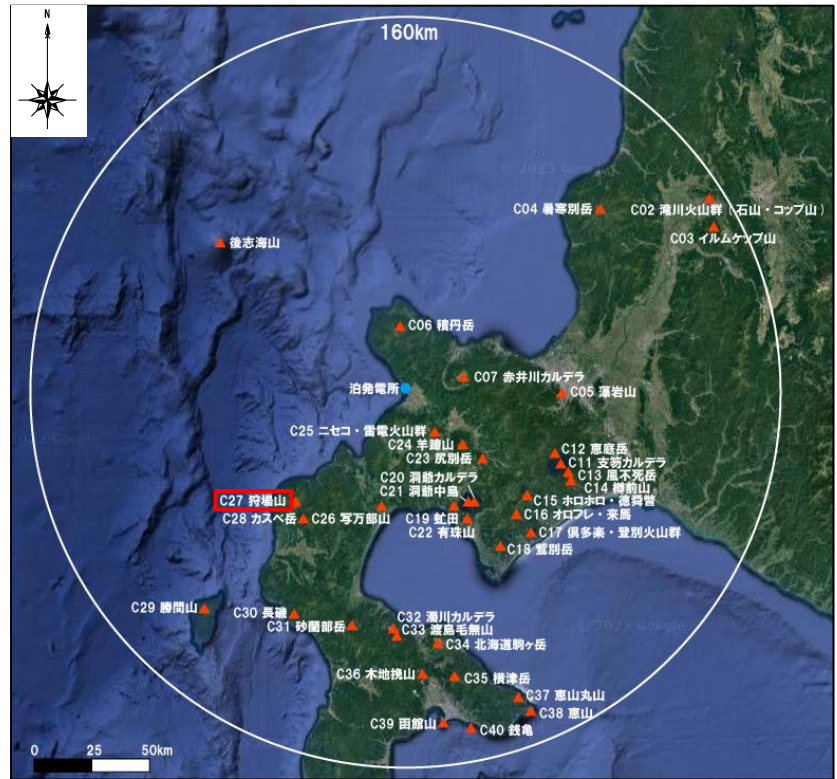 N
160km
© 2023 Google
C04 暑寒別岳
C02 滝川火山群（石山・コップ山）
C03 イルムケップ山
後志海山
C06 積丹岳
泊発電所
C07 赤井川カルデラ
C05 藻岩山
C25 ニセコ・雷電火山群
C24 羊蹄山
C23 尻別岳
C12 恵庭岳
C11 支笏カルデラ
C13 風不死岳
C14 樽前山
C20 洞爺カルデラ
C21 洞爺中島
C15 ホロホロ・徳舜瞥
C27 狩場山
C28 カスベ岳
C26 写万部山
C19 虻田
C22 有珠山
C16 オロフレ・来馬
C17 倶多楽・登別火山群
C18 鷲別岳
C29 勝澗山
C30 長磯
C31 砂蘭部岳
C32 濁川カルデラ
C33 渡島毛無山
C34 北海道駒ヶ岳
© 2023 Google
C36 木地挽山
C35 横津岳
C37 恵山丸山
C38 恵山
C39 函館山
C40 銭亀
0 25 50km